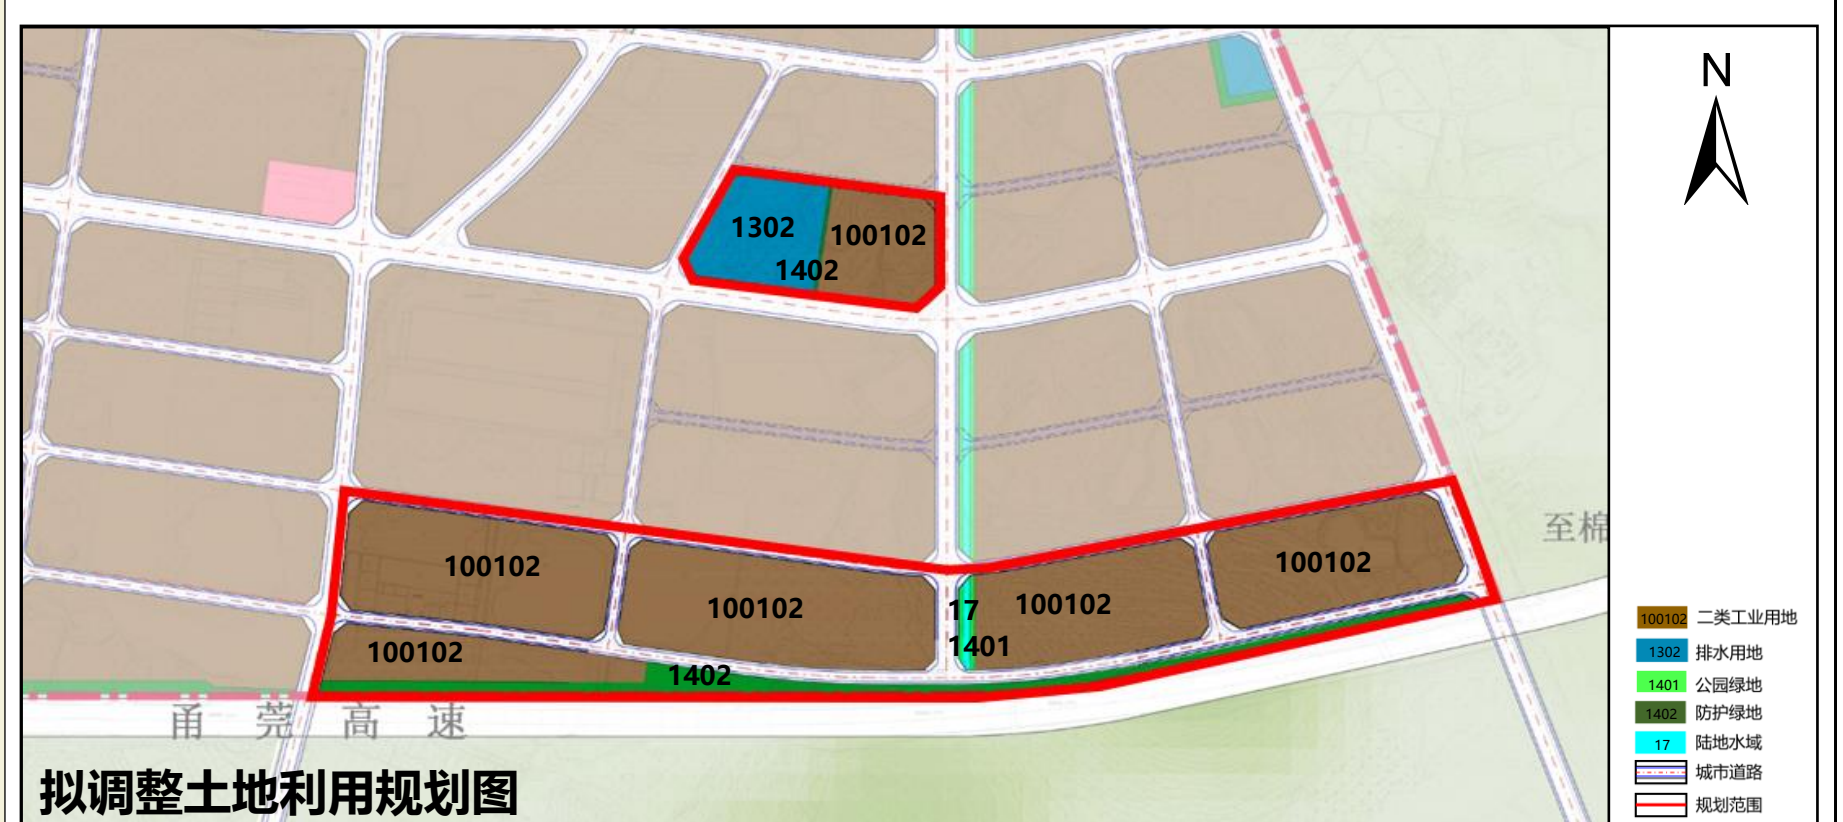 N
1302
100102
1402
至棉
100102
100102
100102
100102
17
1401
100102
1402
甬莞高速
拟调整土地利用规划图
100102 二类工业用地
1302 排水用地
1401 公园绿地
1402 防护绿地
17 陆地水域
城市道路
规划范围